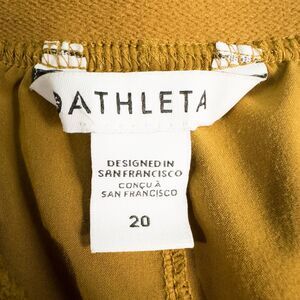 ATHLETA
DESIGNED IN
SAN FRANCISCO
CONÇU À
SAN FRANCISCO
20